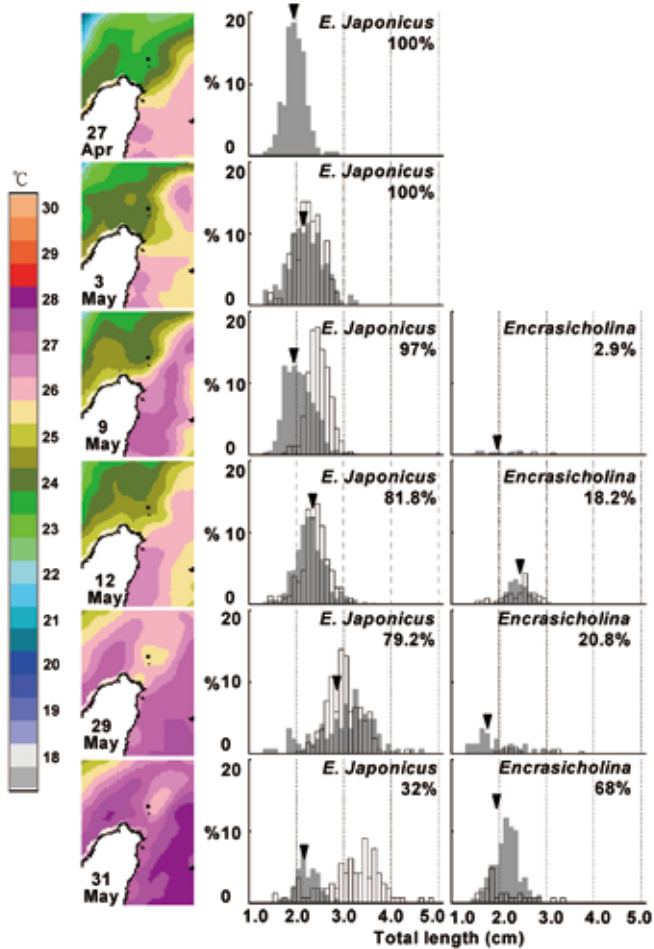 20
E. Japonicus
100%
% 10
0
27
Apr
20
E. Japonicus
100%
%10
0
3
May
℃
30
29
28
27
26
25
24
23
22
21
20
19
18
20
E. Japonicus
97%
% 10
0
9
May
Encrasicholina
2.9%
20
E. Japonicus
81.8%
% 10
0
12
May
Encrasicholina
18.2%
20
E. Japonicus
79.2%
%10
0
29
May
Encrasicholina
20.8%
20
E. Japonicus
32%
%10
0
31
May
Encrasicholina
68%
1.0 2.0 3.0 4.0 5.0 1.0 2.0 3.0 4.0 5.0
Total length (cm)